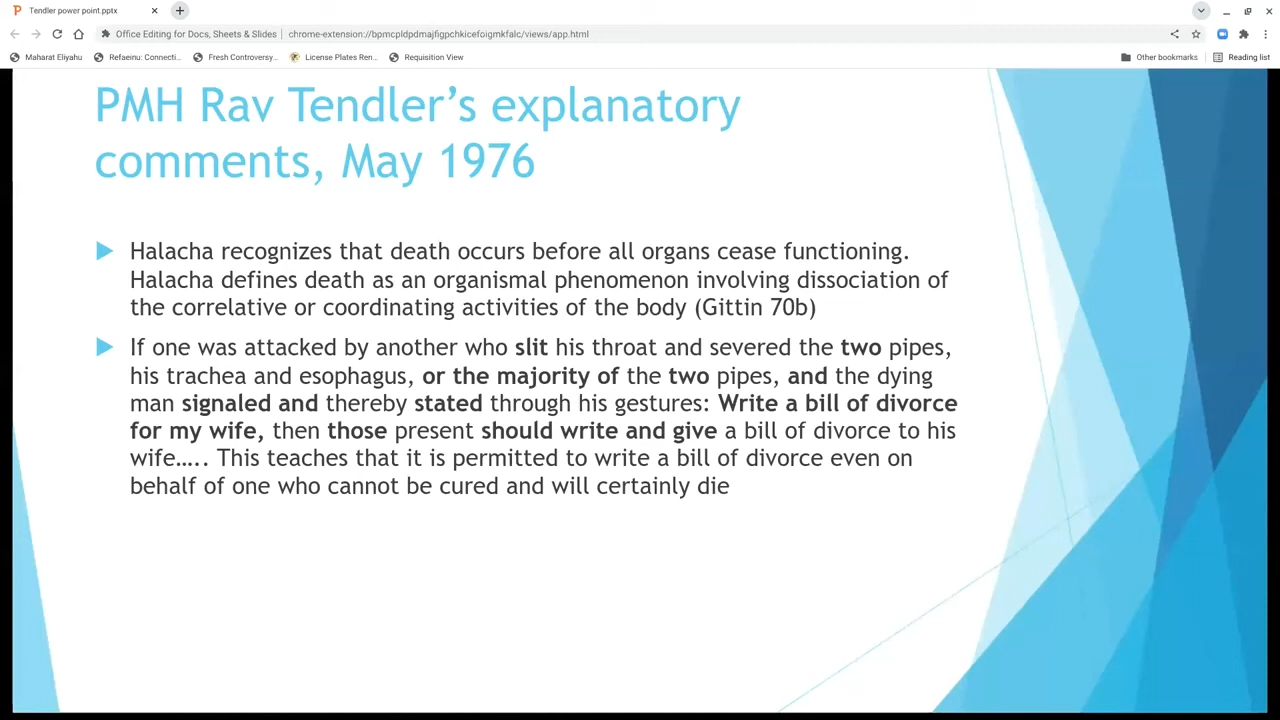 Tendler power point.pptx
Office Editing for Docs, Sheets & Slides | chrome-extension://bpmcpldpdmajfigpchkicefoigmkfalc/views/app.html
Maharat Eliyahu Refaeinu: Connecti... Fresh Controversy... License Plates Ren... Requisition View Other bookmarks Reading list
PMH Rav Tendler’s explanatory
comments, May 1976
Halacha recognizes that death occurs before all organs cease functioning.
Halacha defines death as an organismal phenomenon involving dissociation of
the correlative or coordinating activities of the body (Gittin 70b)
If one was attacked by another who slit his throat and severed the two pipes,
his trachea and esophagus, or the majority of the two pipes, and the dying
man signaled and thereby stated through his gestures: Write a bill of divorce
for my wife, then those present should write and give a bill of divorce to his
wife….. This teaches that it is permitted to write a bill of divorce even on
behalf of one who cannot be cured and will certainly die